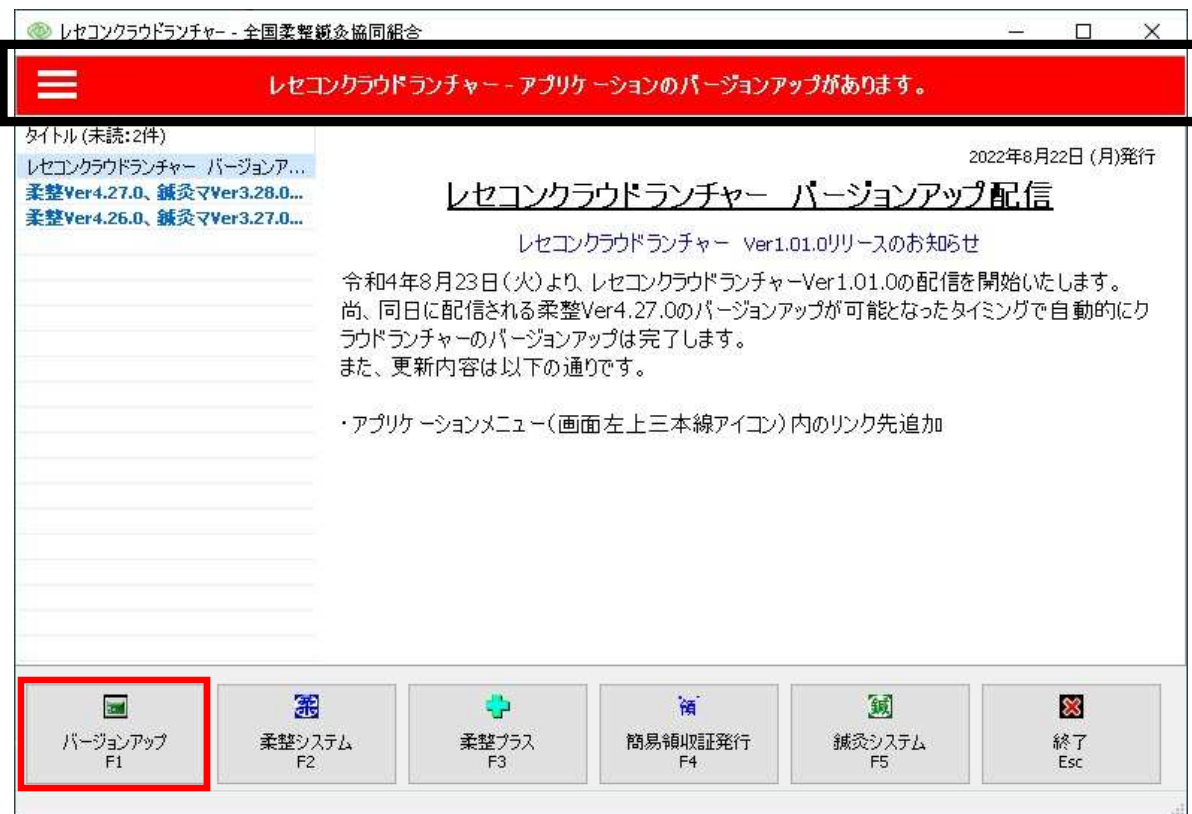 レセコンクラウドランチャー - 全国柔整鍼灸協同組合
レセコンクラウドランチャー - アプリケーションのバージョンアップがあります。
タイトル (未読:2件)
レセコンクラウドランチャー バージョンア...
柔整Ver4.27.0、鍼灸マVer3.28.0...
柔整Ver4.26.0、鍼灸マVer3.27.0...
2022年8月22日 (月)発行
レセコンクラウドランチャー バージョンアップ配信
レセコンクラウドランチャー Ver1.01.0リリースのお知らせ
令和4年8月23日(火)より、レセコンクラウドランチャーVer1.01.0の配信を開始いたします。
尚、同日に配信される柔整Ver4.27.0のバージョンアップが可能となったタイミングで自動的にク
ラウドランチャーのバージョンアップは完了します。
また、更新内容は以下の通りです。
・アプリケーションメニュー(画面左上三本線アイコン)内のリンク先追加
柔
領
鍼
バージョンアップ
F1
柔整システム
F2
柔整プラス
F3
簡易領収証発行
F4
鍼灸システム
F5
終了
Esc